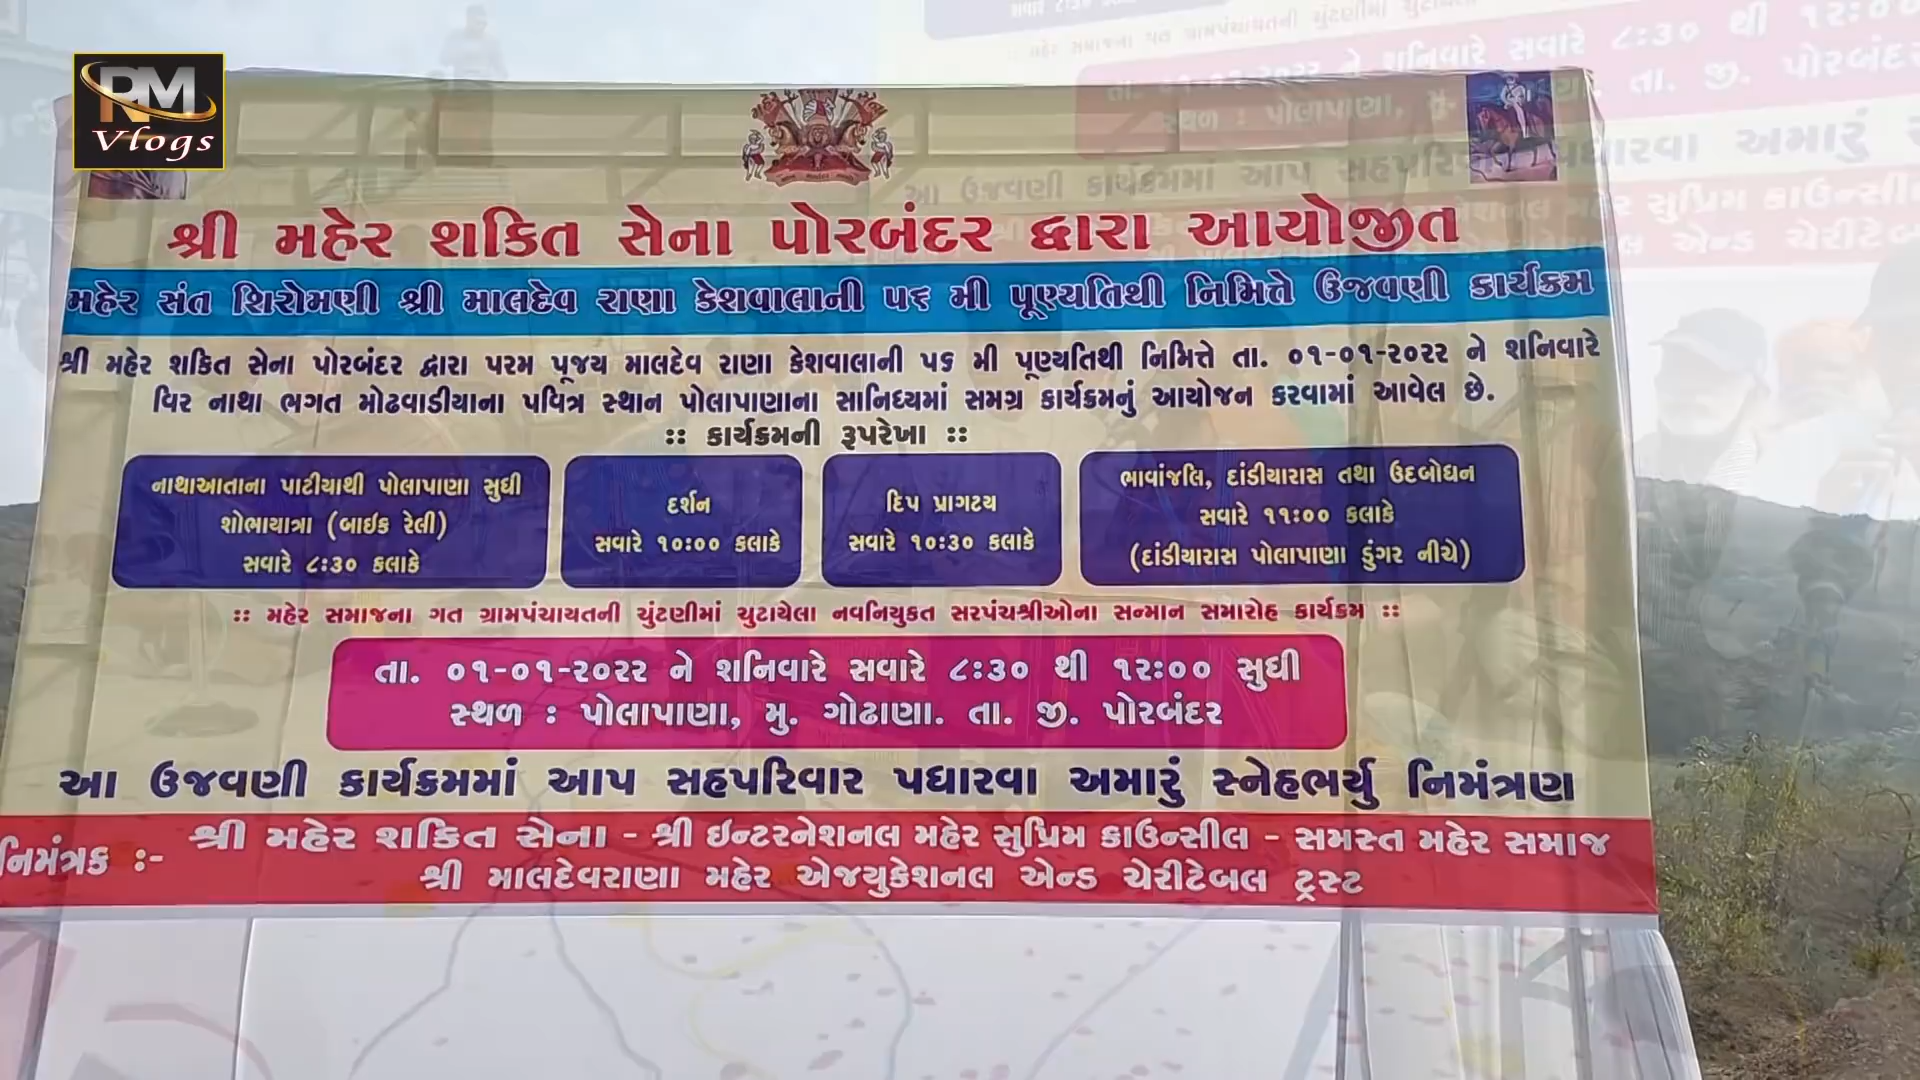 RM
Vlogs
શ્રી મહેર શકિત સેના પોરબંદર દ્વારા આયોજીત
મહેર સંત શિરોમણી શ્રી માલદેવ રાણા કેશવાલાની ૫૬ મી પૂણ્યતિથી નિમિત્તે ઉજવણી કાર્યક્રમ
શ્રી મહેર શકિત સેના પોરબંદર દ્વારા પરમ પૂજય માલદેવ રાણા કેશવાલાની ૫૬ મી પૂણ્યતિથી નિમિત્તે તા. ૦૧-૦૧-૨૦૨૨ ને શનિવારે
વિર નાથા ભગત મોઢવાડીયાના પવિત્ર સ્થાન પોલાપાણાના સાનિધ્યમાં સમગ્ર કાર્યક્રમનું આયોજન કરવામાં આવેલ છે.
:: કાર્યક્રમની રૂપરેખા ::
નાથાઆતાના પાટીયાથી પોલાપાણા સુધી
શોભાયાત્રા (બાઈક રેલી)
સવારે ૮:૩૦ કલાકે
દર્શન
સવારે ૧૦:૦૦ કલાકે
દિપ પ્રાગટય
સવારે ૧૦:૩૦ કલાકે
ભાવાંજલિ, દાંડીયારાસ તથા ઉદબોધન
સવારે ૧૧:૦૦ કલાકે
(દાંડીયારાસ પોલાપાણા ડુંગર નીચે)
:: મહેર સમાજના ગત ગ્રામપંચાયતની ચુંટણીમાં ચુટાયેલા નવનિયુકત સરપંચશ્રીઓના સન્માન સમારોહ કાર્યક્રમ ::
તા. ૦૧-૦૧-૨૦૨૨ ને શનિવારે સવારે ૮:૩૦ થી ૧૨:૦૦ સુધી
સ્થળ : પોલાપાણા, મુ. ગોઢાણા. તા. જી. પોરબંદર
આ ઉજવણી કાર્યક્રમમાં આપ સહપરિવાર પધારવા અમારું સ્નેહભર્યુ નિમંત્રણ
નિમંત્રક :- શ્રી મહેર શકિત સેના - શ્રી ઇન્ટરનેશનલ મહેર સુપ્રિમ કાઉન્સીલ - સમસ્ત મહેર સમાજ
શ્રી માલદેવરાણા મહેર એજયુકેશનલ એન્ડ ચેરીટેબલ ટ્રસ્ટ